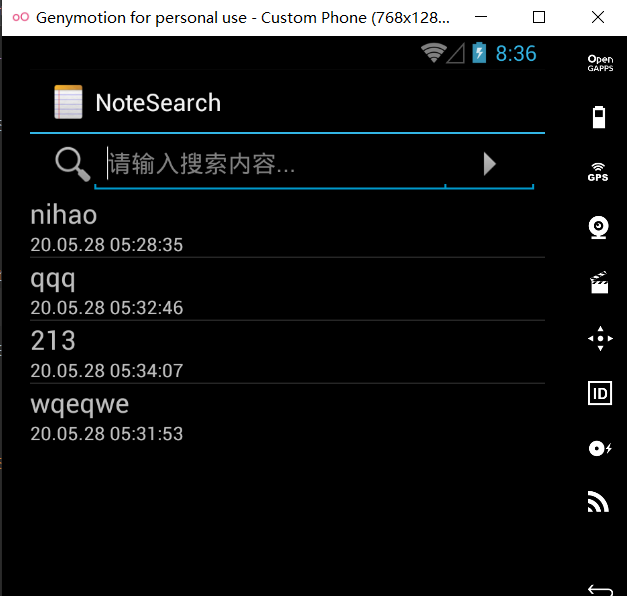 Genymotion for personal use - Custom Phone (768x128...
8:36
Open
GAPPS
NoteSearch
请输入搜索内容...
GPS
nihao
20.05.28 05:28:35
qqq
20.05.28 05:32:46
213
20.05.28 05:34:07
ID
wqeqwe
20.05.28 05:31:53